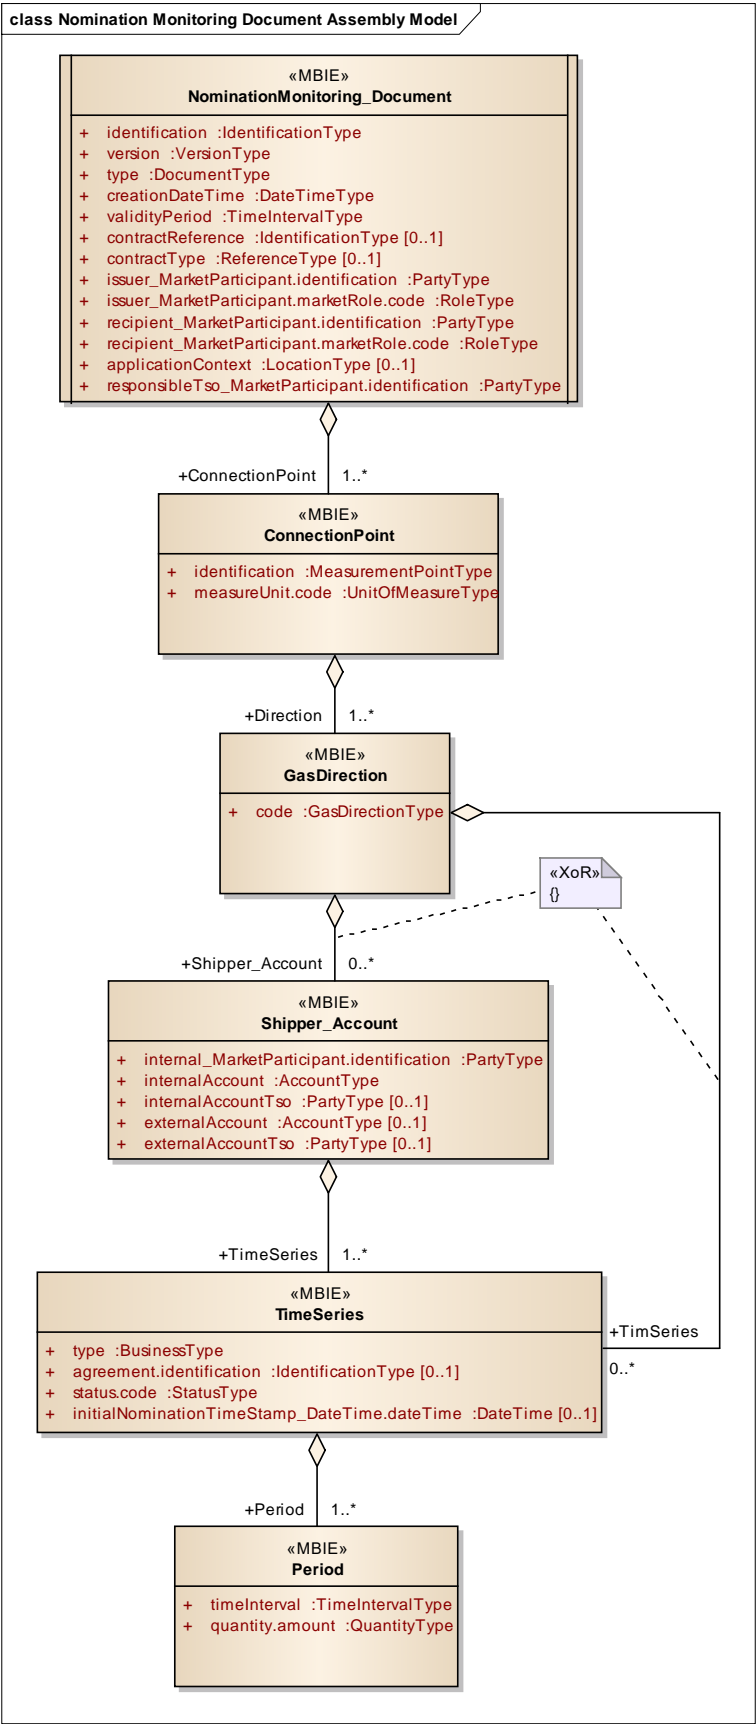 class Nomination Monitoring Document Assembly Model
«MBIE»
NominationMonitoring_Document
+ identification :IdentificationType
+ version :VersionType
+ type :DocumentType
+ creationDateTime :DateTimeType
+ validityPeriod :TimeIntervalType
+ contractReference :IdentificationType [0..1]
+ contractType :ReferenceType [0..1]
+ issuer_MarketParticipant.identification :PartyType
+ issuer_MarketParticipant.marketRole.code :RoleType
+ recipient_MarketParticipant.identification :PartyType
+ recipient_MarketParticipant.marketRole.code :RoleType
+ applicationContext :LocationType [0..1]
+ responsibleTso_MarketParticipant.identification :PartyType
+ConnectionPoint 1..*
«MBIE»
ConnectionPoint
+ identification :MeasurementPointType
+ measureUnit.code :UnitOfMeasureType
+Direction 1..*
«MBIE»
GasDirection
+ code :GasDirectionType
«XoR»
{}
+Shipper_Account 0..*
«MBIE»
Shipper_Account
+ internal_MarketParticipant.identification :PartyType
+ internalAccount :AccountType
+ internalAccountTso :PartyType [0..1]
+ externalAccount :AccountType [0..1]
+ externalAccountTso :PartyType [0..1]
+TimeSeries 1..*
«MBIE»
TimeSeries
+ type :BusinessType
+ agreement.identification :IdentificationType [0..1]
+ status.code :StatusType
+ initialNominationTimeStamp_DateTime.dateTime :DateTime [0..1]
+TimSeries
0..*
+Period 1..*
«MBIE»
Period
+ timeInterval :TimeIntervalType
+ quantity.amount :QuantityType